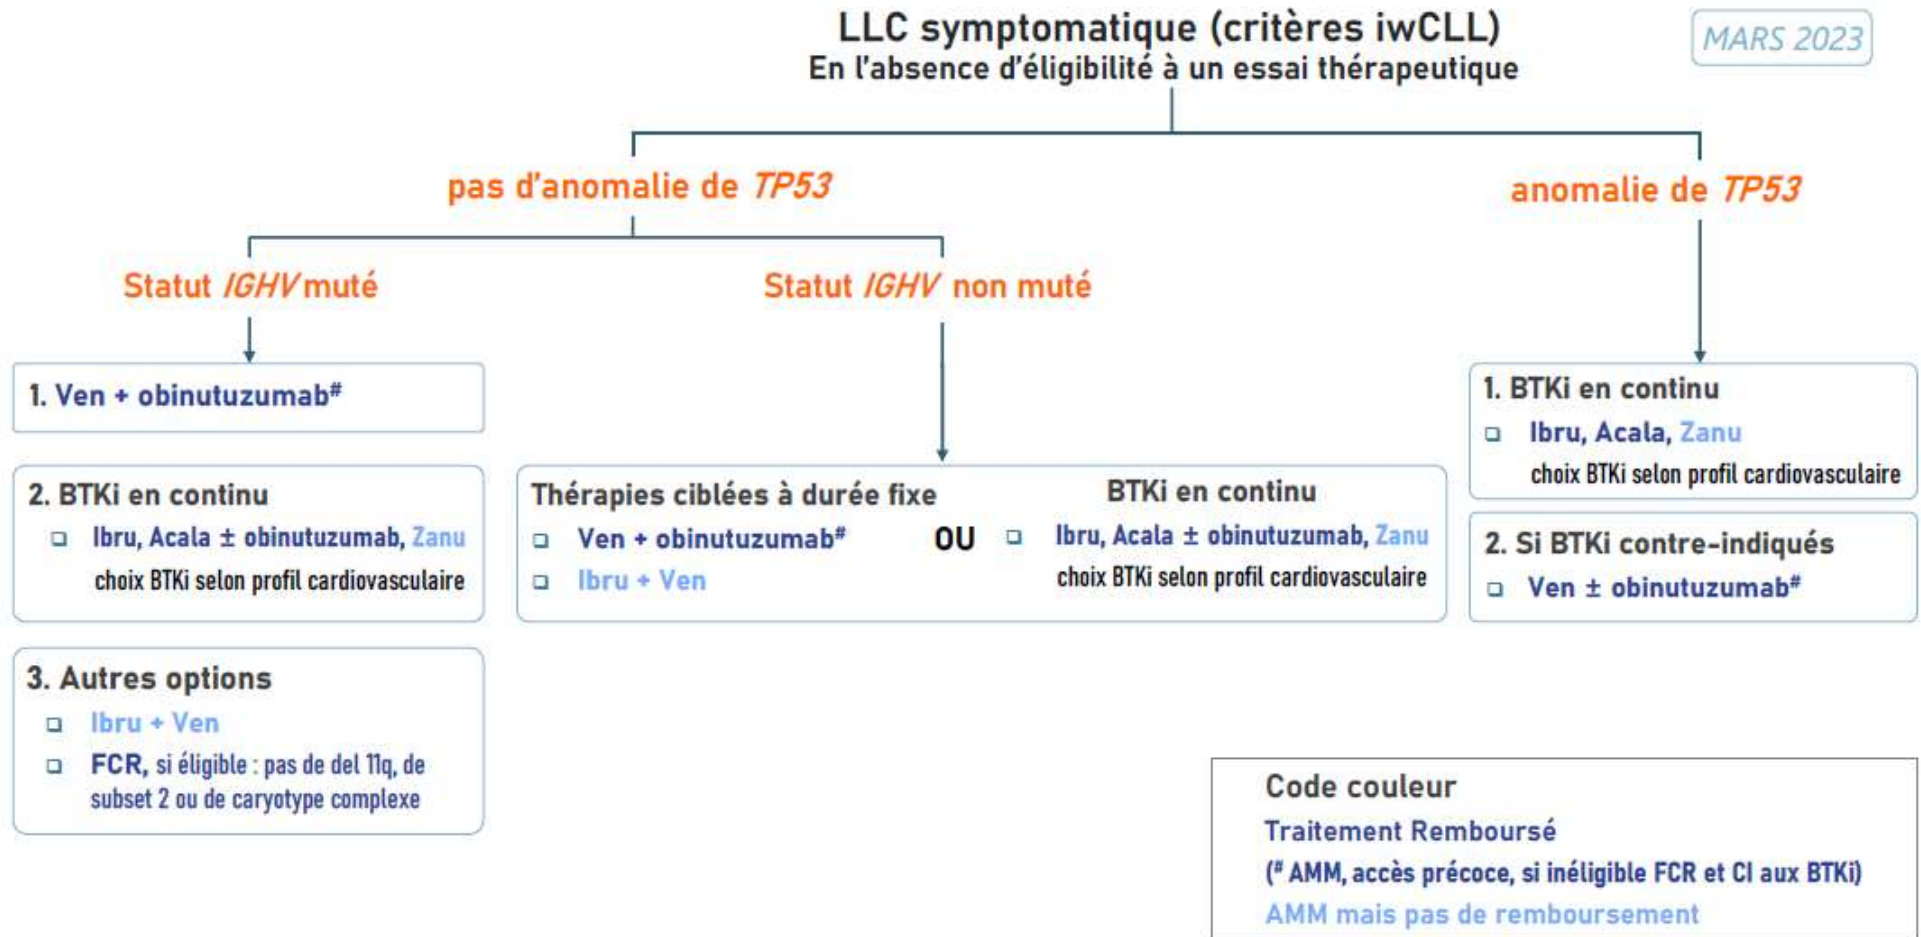 LLC symptomatique (critères iwCLL)
En l'absence d'éligibilité à un essai thérapeutique
MARS 2023
pas d'anomalie de TP53
anomalie de TP53
Statut IGHV muté
Statut IGHV non muté
1. Ven + obinutuzumab#
2. BTKi en continu
❑ Ibru, Acala ± obinutuzumab, Zanu
choix BTKi selon profil cardiovasculaire
3. Autres options
❑ Ibru + Ven
❑ FCR, si éligible : pas de del 11q, de
subset 2 ou de caryotype complexe
Thérapies ciblées à durée fixe
❑ Ven + obinutuzumab#
❑ Ibru + Ven
OU
BTKi en continu
❑ Ibru, Acala ± obinutuzumab, Zanu
choix BTKi selon profil cardiovasculaire
1. BTKi en continu
❑ Ibru, Acala, Zanu
choix BTKi selon profil cardiovasculaire
2. Si BTKi contre-indiqués
❑ Ven ± obinutuzumab#
Code couleur
Traitement Remboursé
(# AMM, accès précoce, si inéligible FCR et CI aux BTKi)
AMM mais pas de remboursement